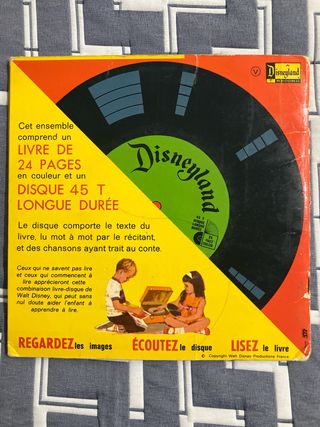 V
Disneyland
Cet ensemble
comprend un
LIVRE DE
24 PAGES
en couleur et un
DISQUE 45 T
LONGUE DURÉE
Disneyland
Le disque comporte le texte du
livre, lu mot à mot par le récitant,
et des chansons ayant trait au conte.
Ceux qui ne savent pas lire
et ceux qui commencent à
lire apprécieront cette
combinaison livre-disque de
Walt Disney, qui peut sans
nul doute aider l'enfant à
apprendre à lire.
REGARDEZ les images ÉCOUTEZ le disque LISEZ le livre
© Copyright Walt Disney Productions France